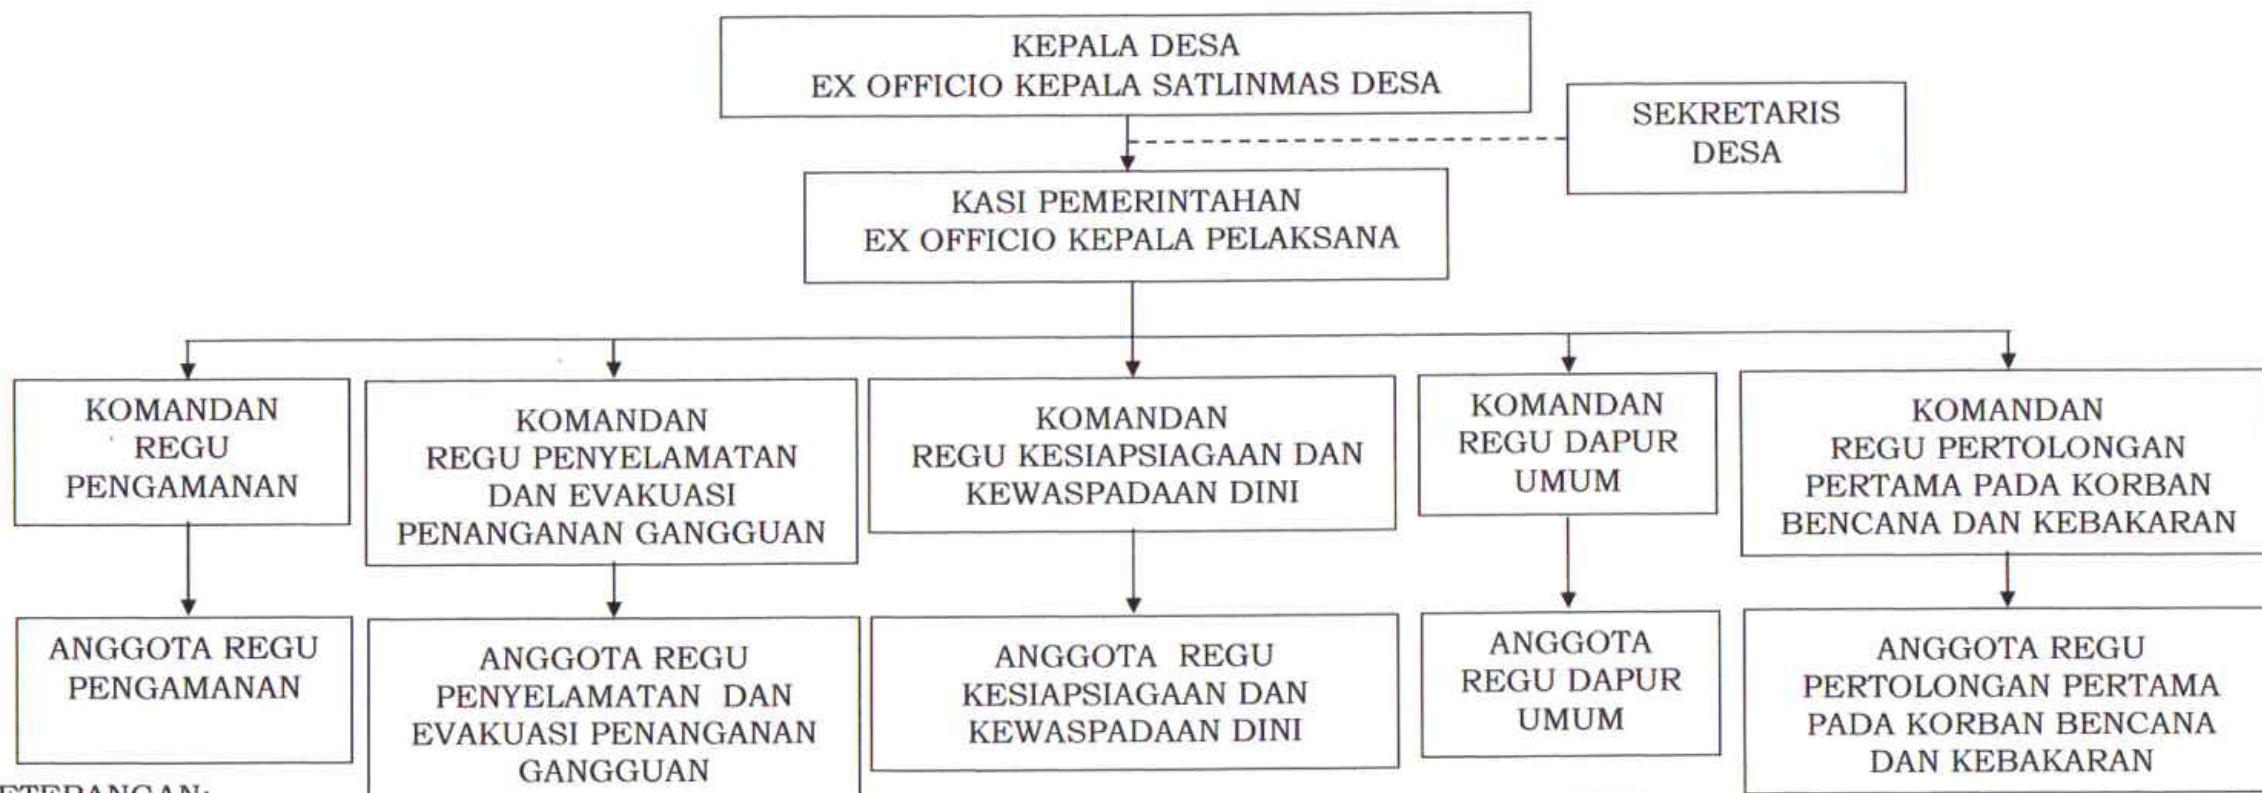 KEPALA DESA
EX OFFICIO KEPALA SATLINMAS DESA
SEKRETARIS
DESA
KASI PEMERINTAHAN
EX OFFICIO KEPALA PELAKSANA
KOMANDAN
REGU
PENGAMANAN
KOMANDAN
REGU PENYELAMATAN
DAN EVAKUASI
PENANGANAN GANGGUAN
KOMANDAN
REGU KESIAPSIAGAAN DAN
KEWASPADAAN DINI
KOMANDAN
REGU DAPUR
UMUM
KOMANDAN
REGU PERTOLONGAN
PERTAMA PADA KORBAN
BENCANA DAN KEBAKARAN
ANGGOTA REGU
PENGAMANAN
ANGGOTA REGU
PENYELAMATAN DAN
EVAKUASI PENANGANAN
GANGGUAN
ANGGOTA REGU
KESIAPSIAGAAN DAN
KEWASPADAAN DINI
ANGGOTA
REGU DAPUR
UMUM
ANGGOTA REGU
PERTOLONGAN PERTAMA
PADA KORBAN BENCANA
DAN KEBAKARAN